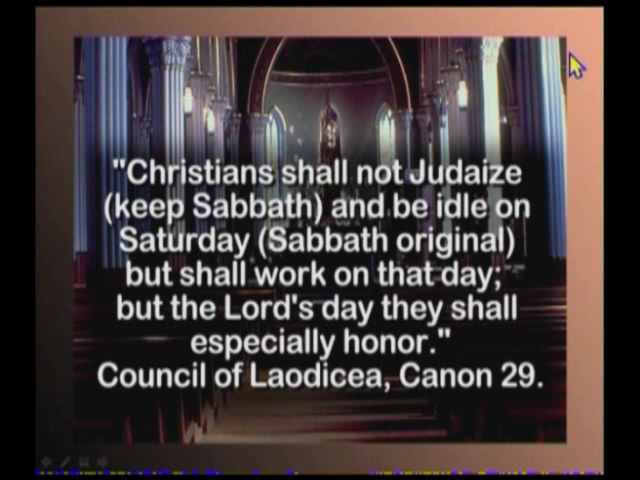 "Christians shall not Judaize
(keep Sabbath) and be idle on
Saturday (Sabbath original)
but shall work on that day;
but the Lord's day they shall
especially honor."
Council of Laodicea, Canon 29.